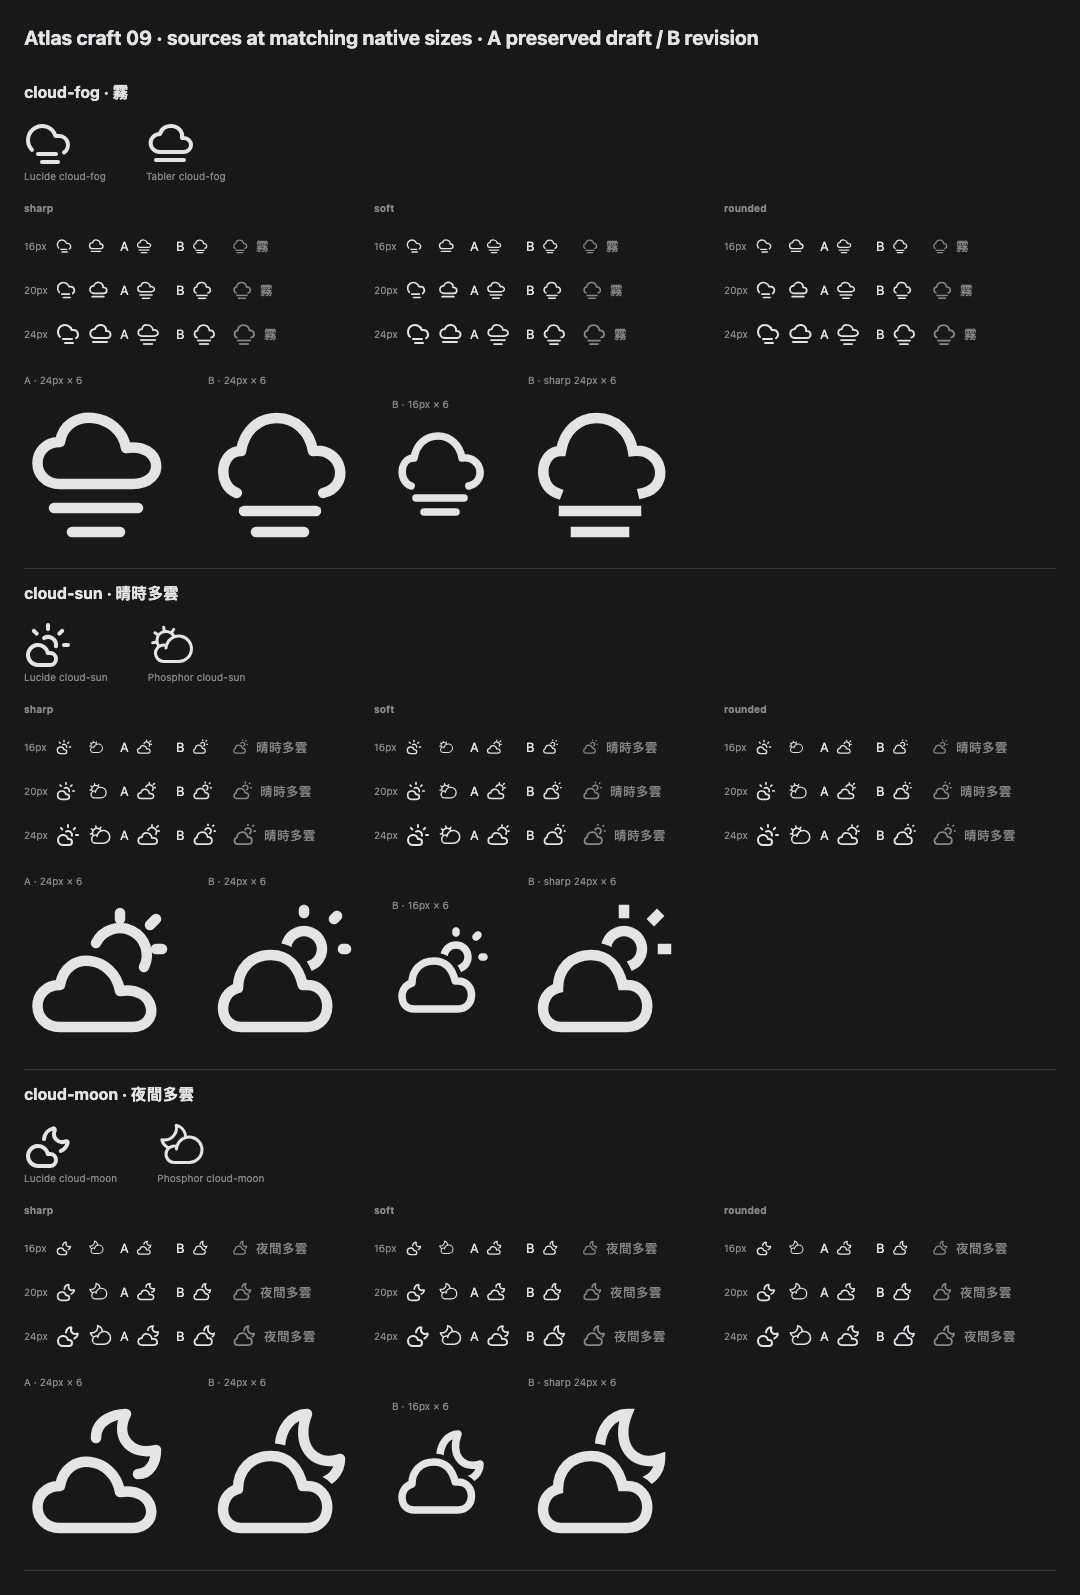 Atlas craft 09 · sources at matching native sizes · A preserved draft / B revision
cloud-fog · 霧
Lucide cloud-fog Tabler cloud-fog
sharp soft rounded
16px A B 霧 16px A B 霧 16px A B 霧
20px A B 霧 20px A B 霧 20px A B 霧
24px A B 霧 24px A B 霧 24px A B 霧
A · 24px × 6 B · 24px × 6 B · 16px × 6 B · sharp 24px × 6
cloud-sun · 晴時多雲
Lucide cloud-sun Phosphor cloud-sun
sharp soft rounded
16px A B 晴時多雲 16px A B 晴時多雲 16px A B 晴時多雲
20px A B 晴時多雲 20px A B 晴時多雲 20px A B 晴時多雲
24px A B 晴時多雲 24px A B 晴時多雲 24px A B 晴時多雲
A · 24px × 6 B · 24px × 6 B · 16px × 6 B · sharp 24px × 6
cloud-moon · 夜間多雲
Lucide cloud-moon Phosphor cloud-moon
sharp soft rounded
16px A B 夜間多雲 16px A B 夜間多雲 16px A B 夜間多雲
20px A B 夜間多雲 20px A B 夜間多雲 20px A B 夜間多雲
24px A B 夜間多雲 24px A B 夜間多雲 24px A B 夜間多雲
A · 24px × 6 B · 24px × 6 B · 16px × 6 B · sharp 24px × 6